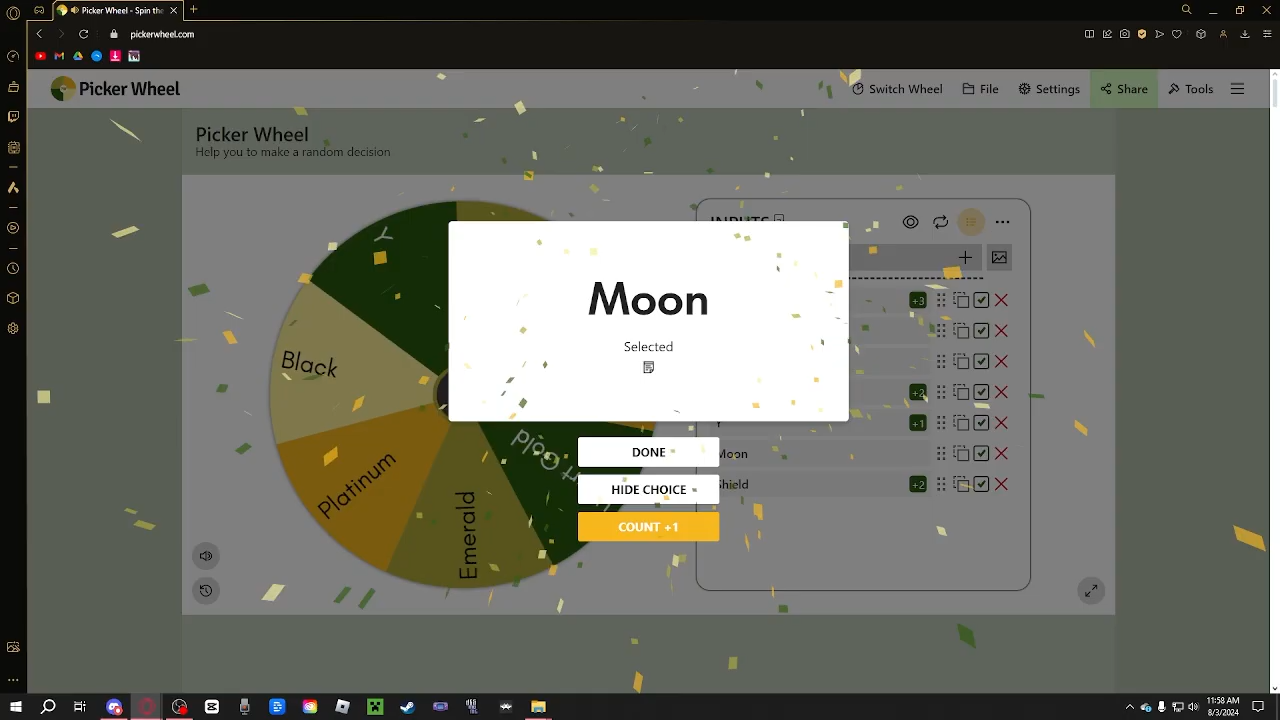 Picker Wheel - Spin the
pickerwheel.com
Picker Wheel
Switch Wheel
File
Settings
Share
Tools
Picker Wheel
Help you to make a random decision
INPUTS
Y
Black
Platinum
Emerald
Gold
Moon
Selected
DONE
HIDE CHOICE
COUNT +1
+3
+2
Y
+1
Moon
Shield
+2
11:58 AM
8/3/2024